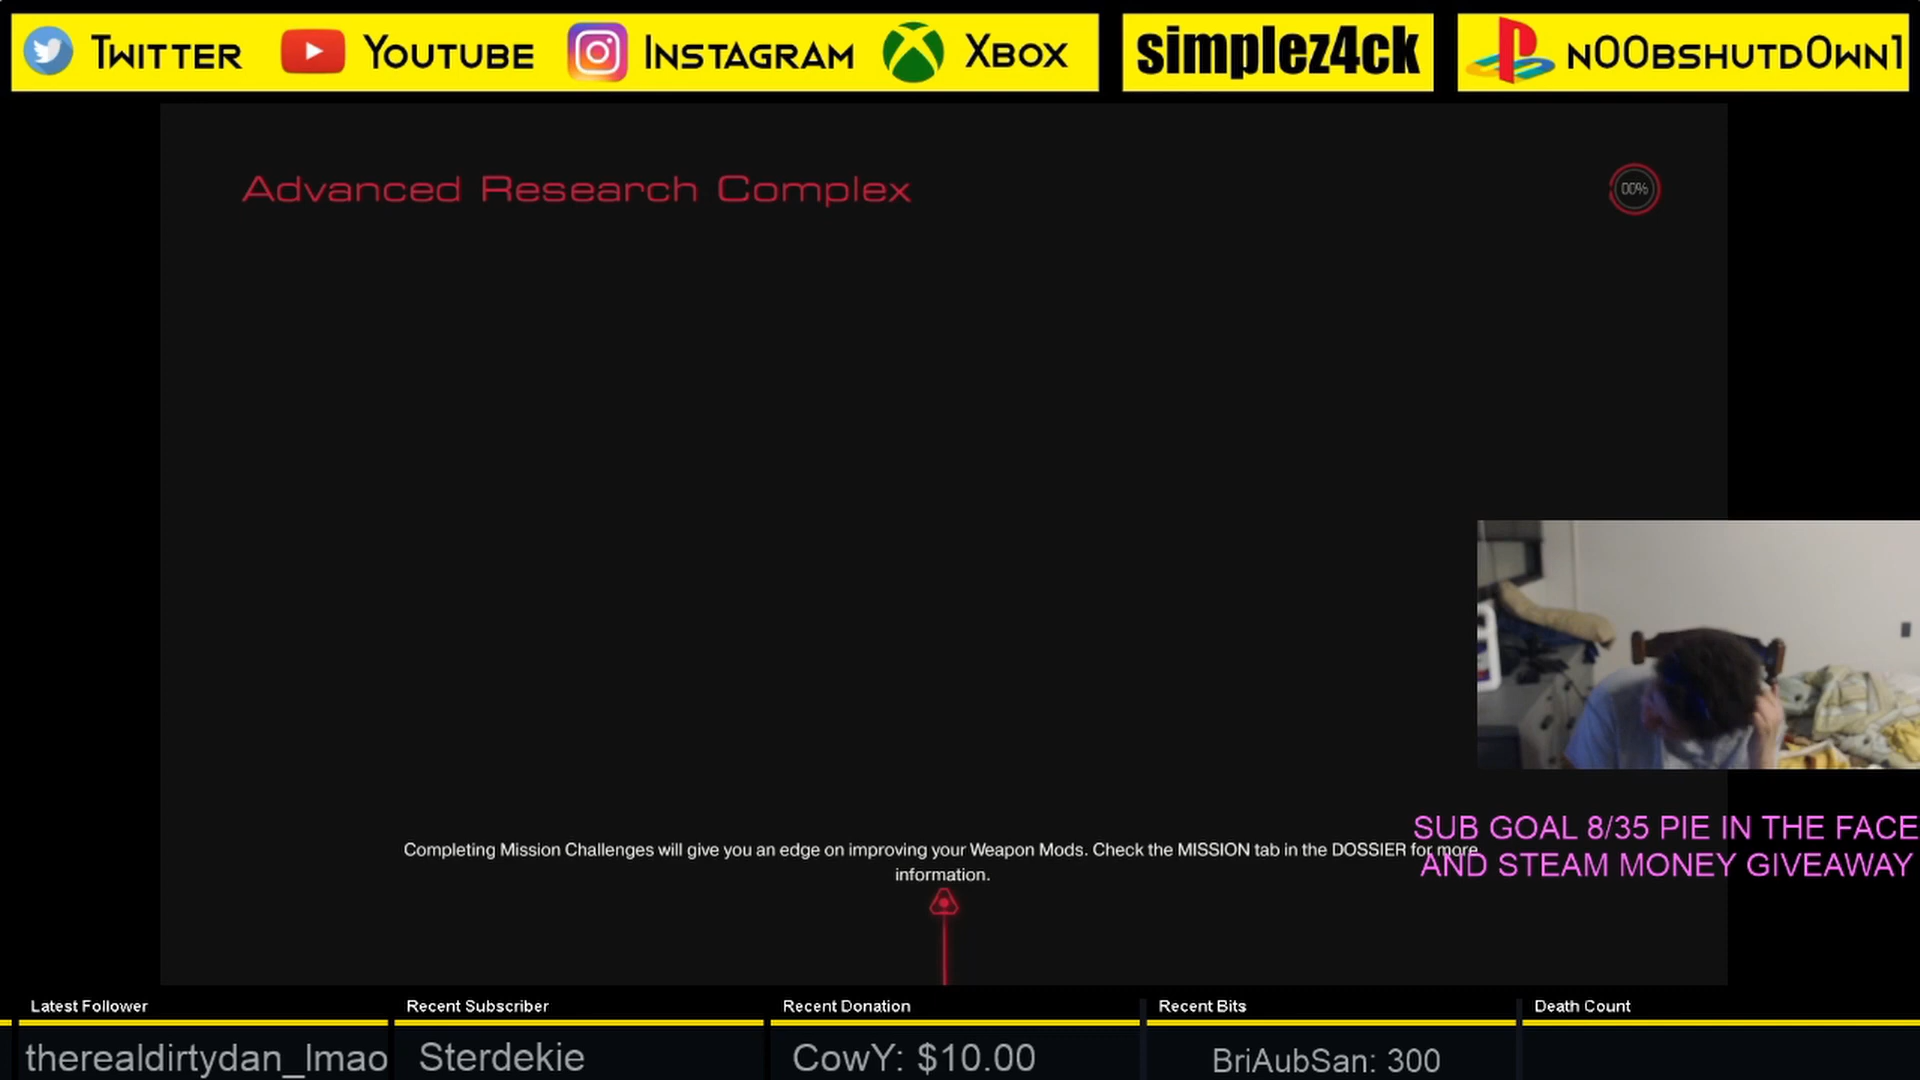 Twitter Youtube Instagram Xbox simplez4ck n00bshutd0wn1
Advanced Research Complex
00%
Completing Mission Challenges will give you an edge on improving your Weapon Mods. Check the MISSION tab in the DOSSIER for more
information.
SUB GOAL 8/35 PIE IN THE FACE
AND STEAM MONEY GIVEAWAY
Latest Follower Recent Subscriber Recent Donation Recent Bits Death Count
therealdirtydan_lmao Sterdekie CowY: $10.00 BriAubSan: 300